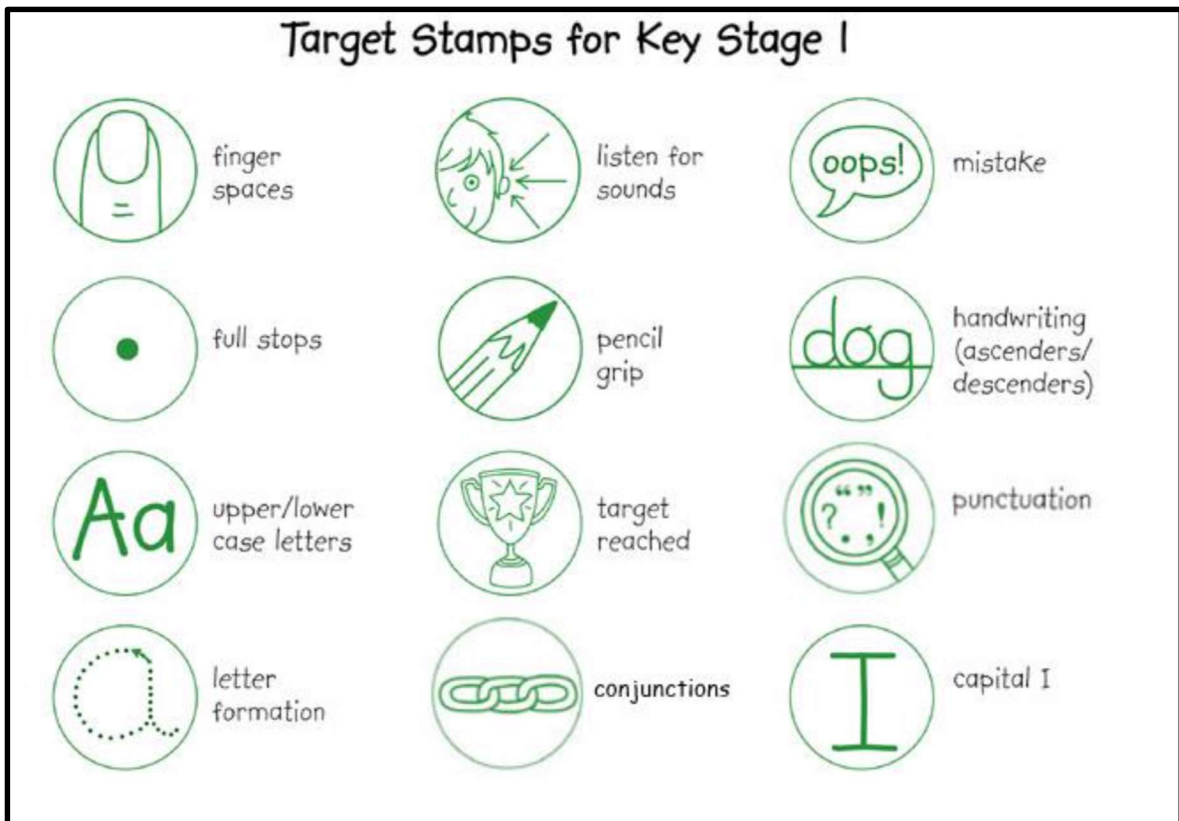 Target Stamps for Key Stage 1
finger
spaces
listen for
sounds
oops!
mistake
full stops
pencil
grip
dog
handwriting
(ascenders/
descenders)
Aa
upper/lower
case letters
target
reached
“ ”
? !
. ,
punctuation
a
letter
formation
conjunctions
I
capital I